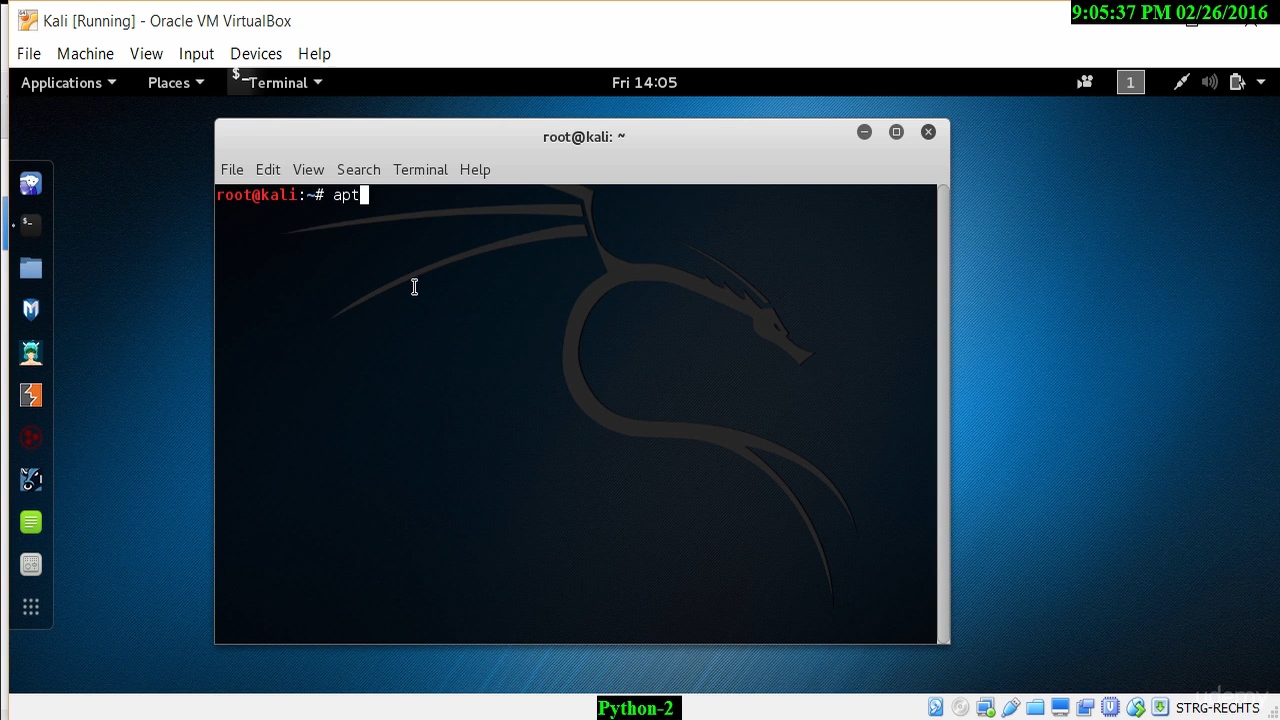 Kali [Running] - Oracle VM VirtualBox
9:05:37 PM 02/26/2016
File Machine View Input Devices Help
Applications Places $_ Terminal Fri 14:05 1
root@kali: ~
File Edit View Search Terminal Help
root@kali:~# apt
Python-2
STRG-RECHTS
udemy